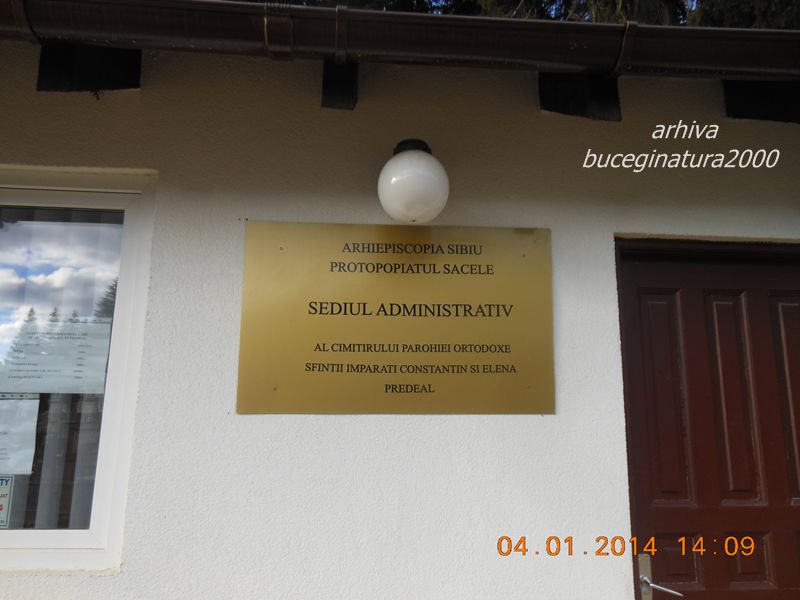 arhiva
buceginatura2000
ARHIEPISCOPIA SIBIU
PROTOPOPIATUL SACELE
SEDIUL ADMINISTRATIV
AL CIMITIRULUI PAROHIEI ORTODOXE
SFINTII IMPARATI CONSTANTIN SI ELENA
PREDEAL
04.01.2014 14:09